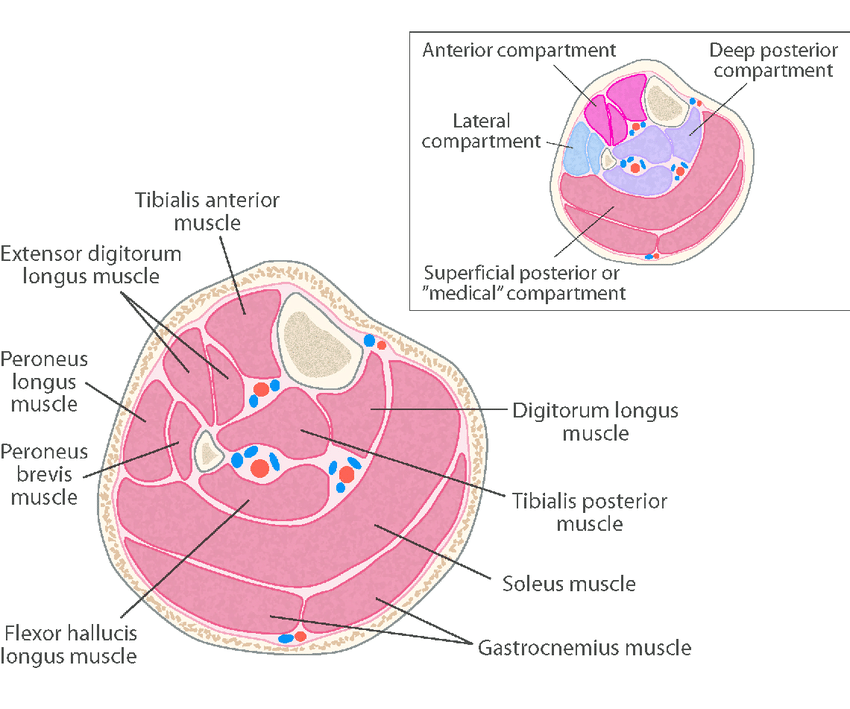 Anterior compartment
Deep posterior
compartment
Lateral
compartment
Superficial posterior or
"medical" compartment
Tibialis anterior
muscle
Extensor digitorum
longus muscle
Peroneus
longus
muscle
Peroneus
brevis
muscle
Flexor hallucis
longus muscle
Digitorum longus
muscle
Tibialis posterior
muscle
Soleus muscle
Gastrocnemius muscle